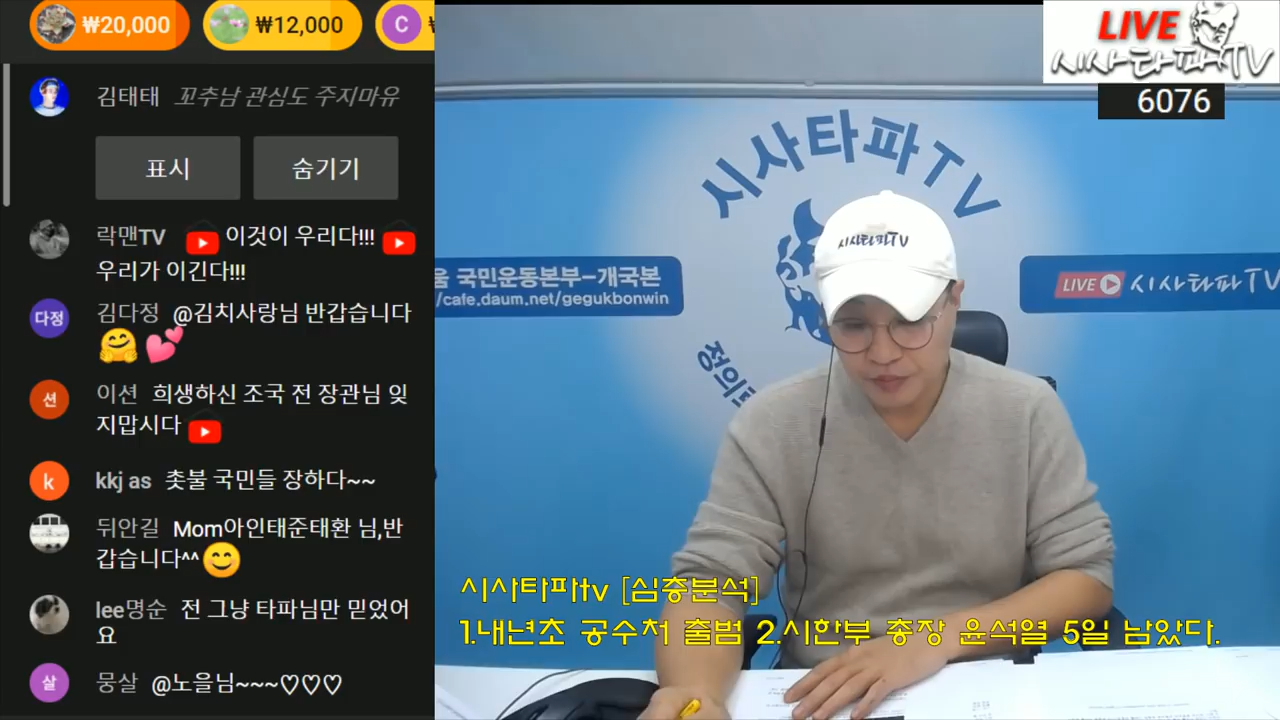 ₩20,000
₩12,000
C
김태태 꼬추남 관심도 주지마유
표시
숨기기
락맨TV 이것이 우리다!!!
우리가 이긴다!!!
다정
김다정 @김치사랑님 반갑습니다
션
이션 희생하신 조국 전 장관님 잊
지맙시다
k
kkj as 촛불 국민들 장하다~~
뒤안길 Mom아인태준태환 님,반
갑습니다^^
lee명순 전 그냥 타파님만 믿었어
요
살
뭉살 @노을님~~~♡♡♡
LIVE
시사타파TV
6076
시사타파TV
움 국민운동본부-개국본
/cafe.daum.net/gegukbonwin
시사타파TV
LIVE 시사타파TV
정의
시사타파tv [심층분석]
1.내년초 공수처 출범 2.시한부 총장 윤석열 5일 남았다.